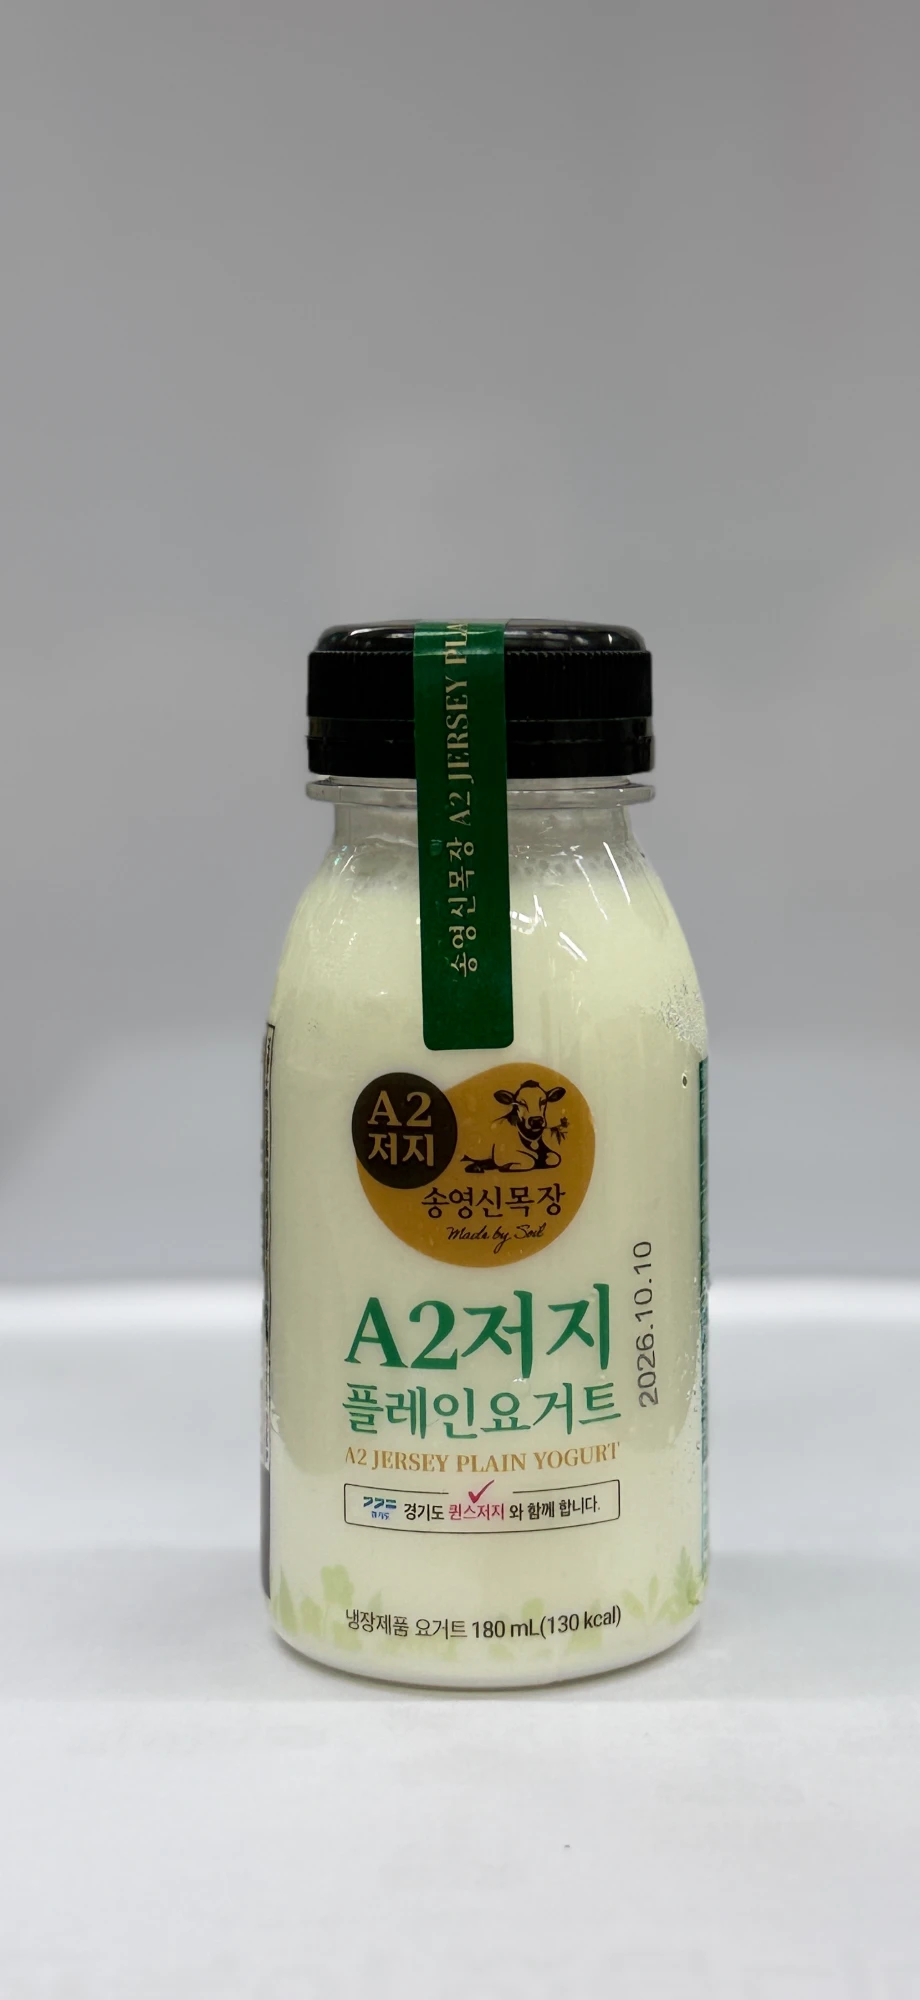 송영신목장 A2 JERSEY PLA
A2
저지
송영신목장
Made by Soil
A2저지
플레인요거트
A2 JERSEY PLAIN YOGURT
2026.10.10
경기도
경기도 퀸스저지 와 함께 합니다.
냉장제품 요거트 180 mL(130 kcal)